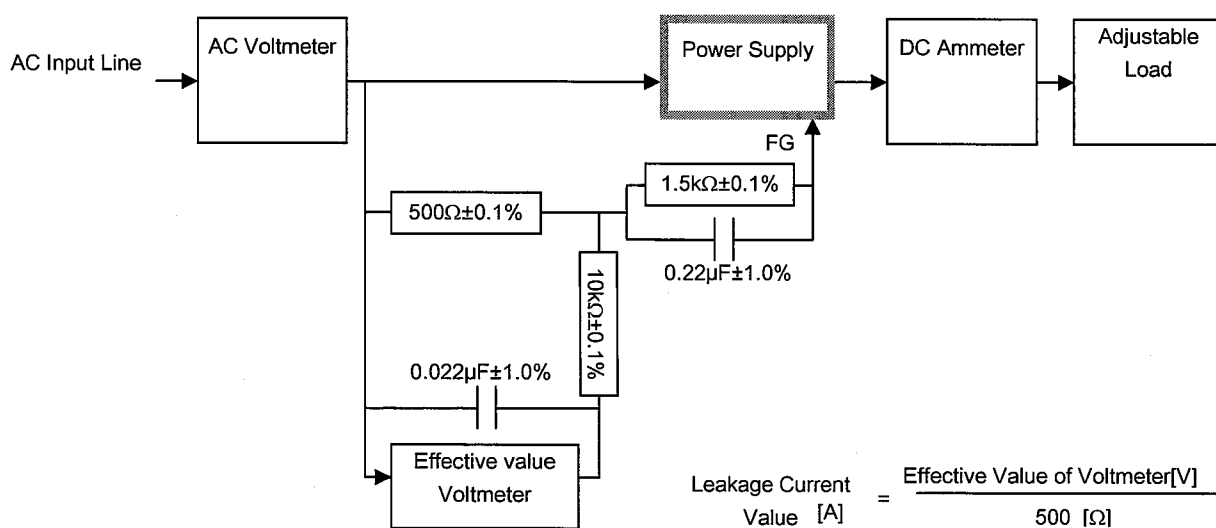 AC Input Line
AC Voltmeter
Power Supply
DC Ammeter
Adjustable
Load
FG
500Ω±0.1%
1.5kΩ±0.1%
0.22µF±1.0%
10kΩ±0.1%
0.022µF±1.0%
Effective value
Voltmeter
Leakage Current
Value [A]
=
Effective Value of Voltmeter[V]
500 [Ω]